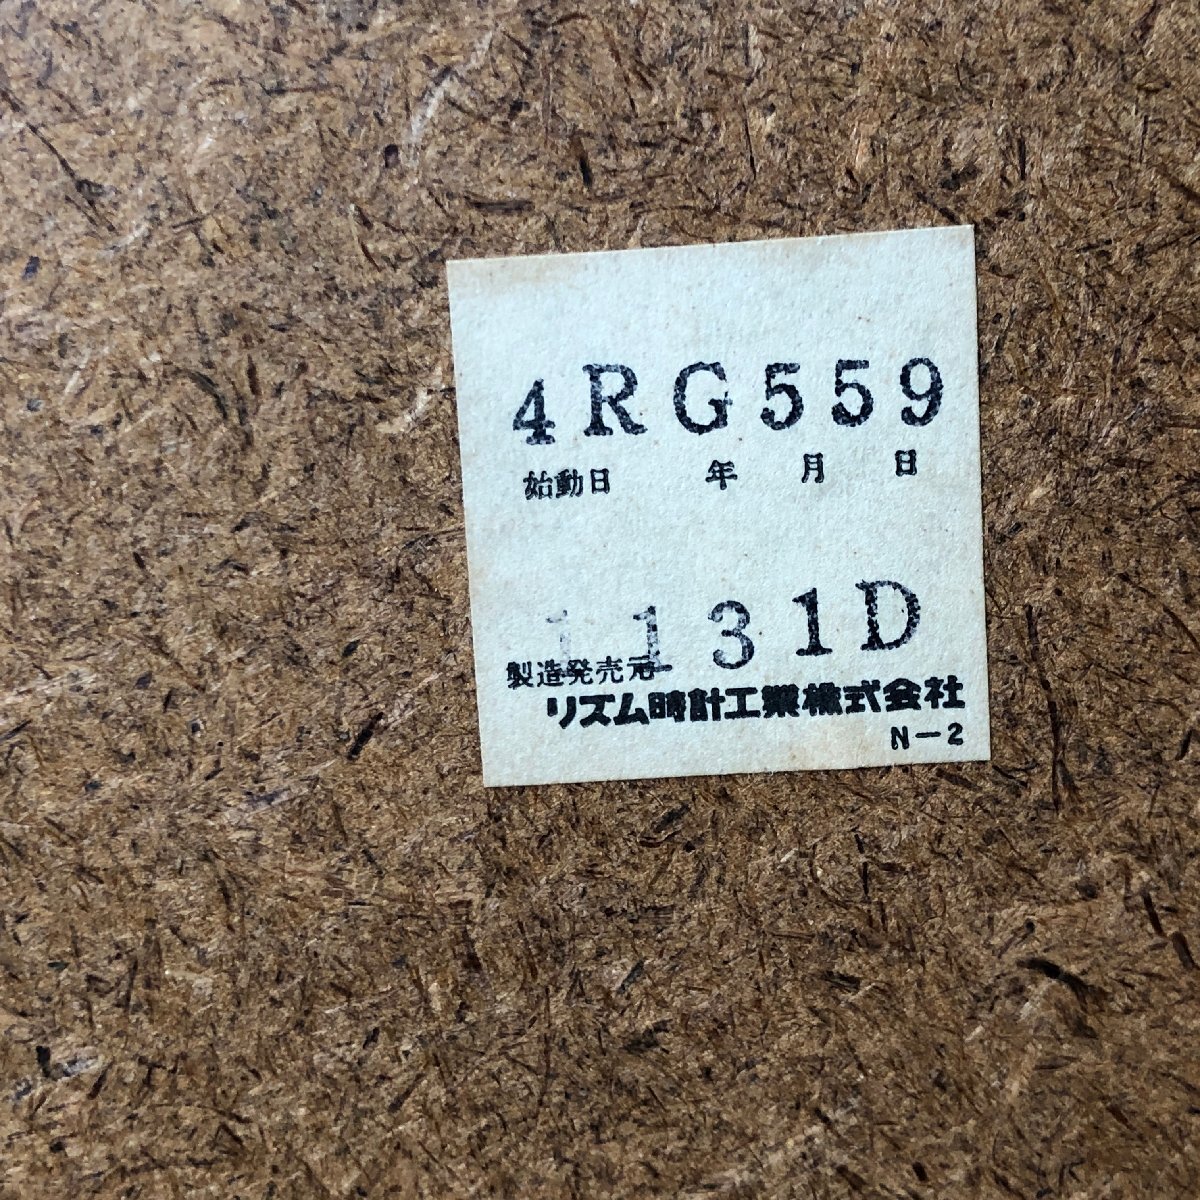 4RG559
始動日 年 月 日
1131D
製造発売元
リズム時計工業株式会社
N-2